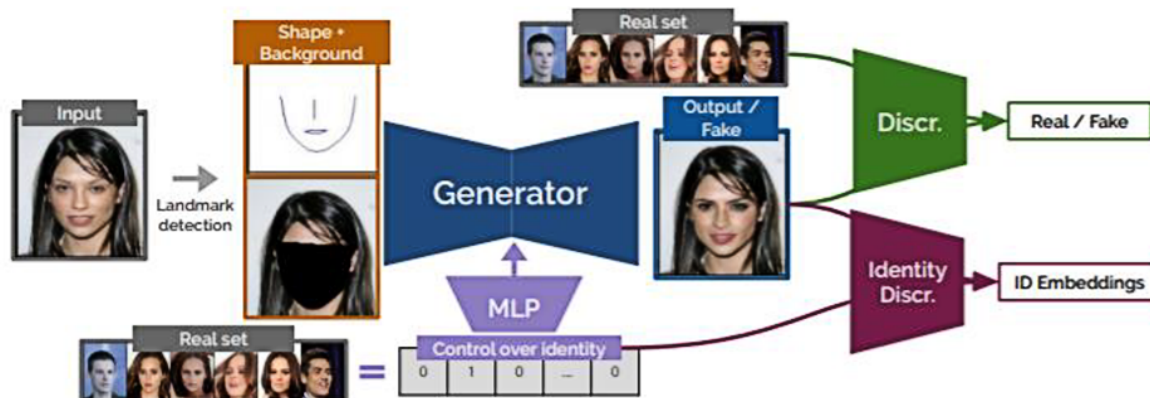 Input
Landmark
detection
Shape +
Background
Generator
MLP
Real set
=
Control over identity
0 1 0 ... 0
Real set
Output /
Fake
Discr.
Real / Fake
Identity
Discr.
ID Embeddings